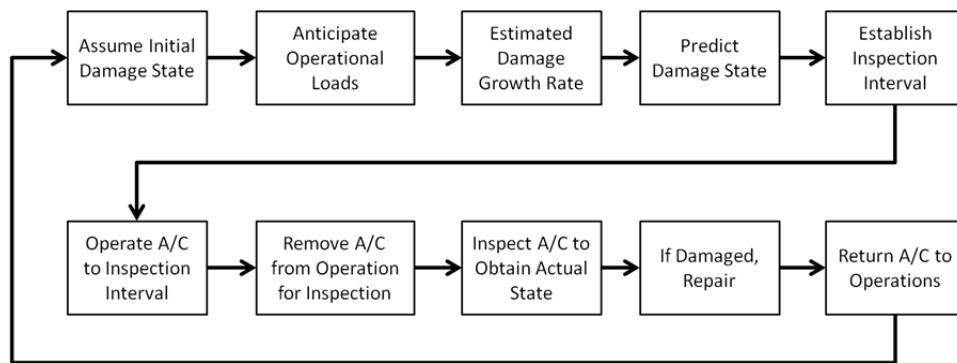 Assume Initial
Damage State
Anticipate
Operational
Loads
Estimated
Damage
Growth Rate
Predict
Damage State
Establish
Inspection
Interval
Operate A/C
to Inspection
Interval
Remove A/C
from Operation
for Inspection
Inspect A/C to
Obtain Actual
State
If Damaged,
Repair
Return A/C to
Operations